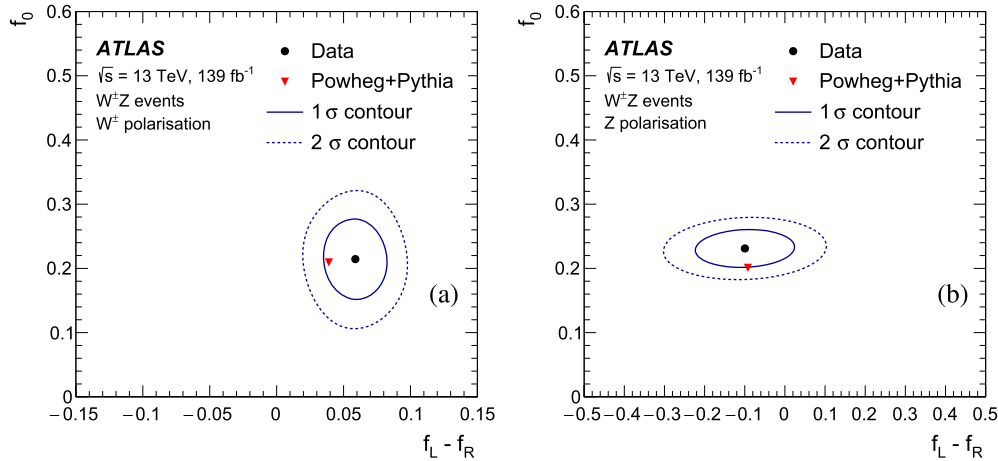 f₀
0.6
0.5
0.4
0.3
0.2
0.1
0
ATLAS
√s = 13 TeV, 139 fb⁻¹
W±Z events
W± polarisation
Data
Powheg+Pythia
1 σ contour
2 σ contour
(a)
−0.15 −0.1 −0.05 0 0.05 0.1 0.15
f_L - f_R
f₀
0.6
0.5
0.4
0.3
0.2
0.1
0
ATLAS
√s = 13 TeV, 139 fb⁻¹
W±Z events
Z polarisation
Data
Powheg+Pythia
1 σ contour
2 σ contour
(b)
−0.5 −0.4 −0.3 −0.2 −0.1 0 0.1 0.2 0.3 0.4 0.5
f_L - f_R